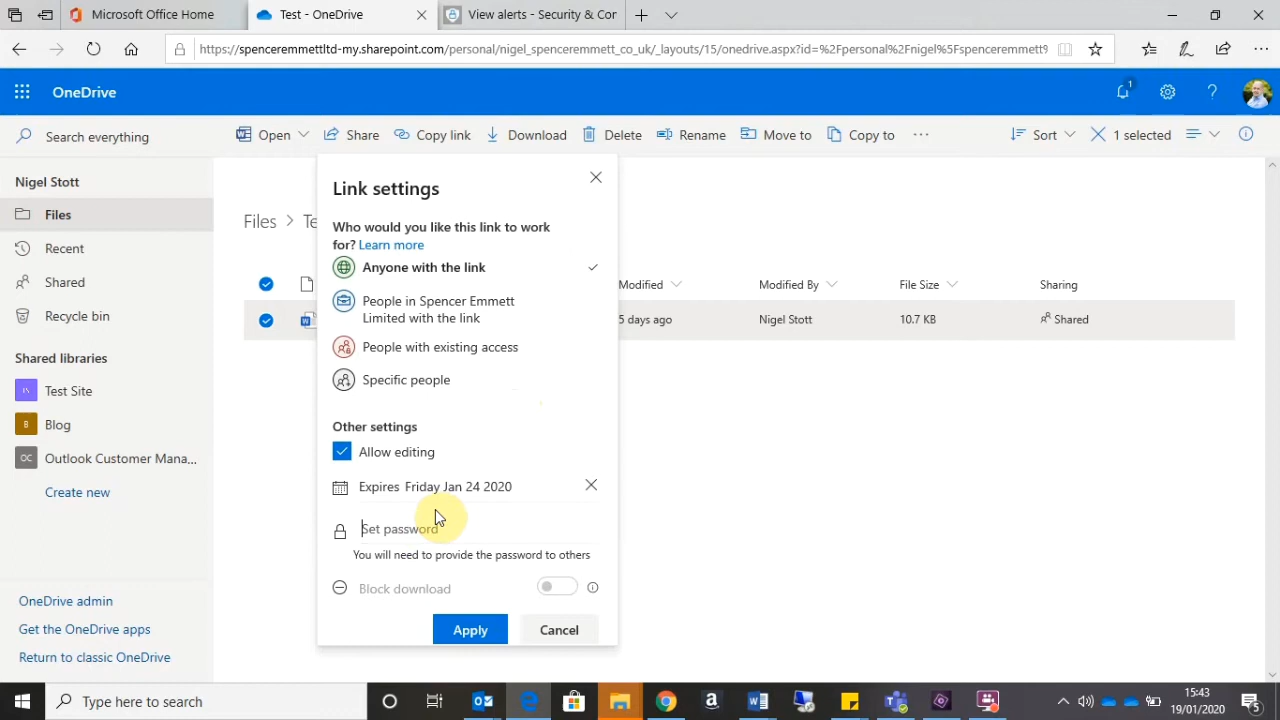 Microsoft Office Home
Test - OneDrive
View alerts - Security & Con
https://spenceremmettltd-my.sharepoint.com/personal/nigel_spenceremmett_co_uk/_layouts/15/onedrive.aspx?id=%2Fpersonal%2Fnigel%5Fspenceremmett%
OneDrive
1
?
Search everything
Open
Share
Copy link
Download
Delete
Rename
Move to
Copy to
...
Sort
1 selected
Nigel Stott
Files
Recent
Shared
Recycle bin
Shared libraries
Test Site
B
Blog
OC
Outlook Customer Mana...
Create new
OneDrive admin
Get the OneDrive apps
Return to classic OneDrive
Files > Te
Modified
Modified By
File Size
Sharing
5 days ago
Nigel Stott
10.7 KB
Shared
Link settings
Who would you like this link to work
for? Learn more
Anyone with the link
People in Spencer Emmett
Limited with the link
People with existing access
Specific people
Other settings
Allow editing
Expires Friday Jan 24 2020
Set password
You will need to provide the password to others
Block download
Apply
Cancel
Type here to search
15:43
19/01/2020
5